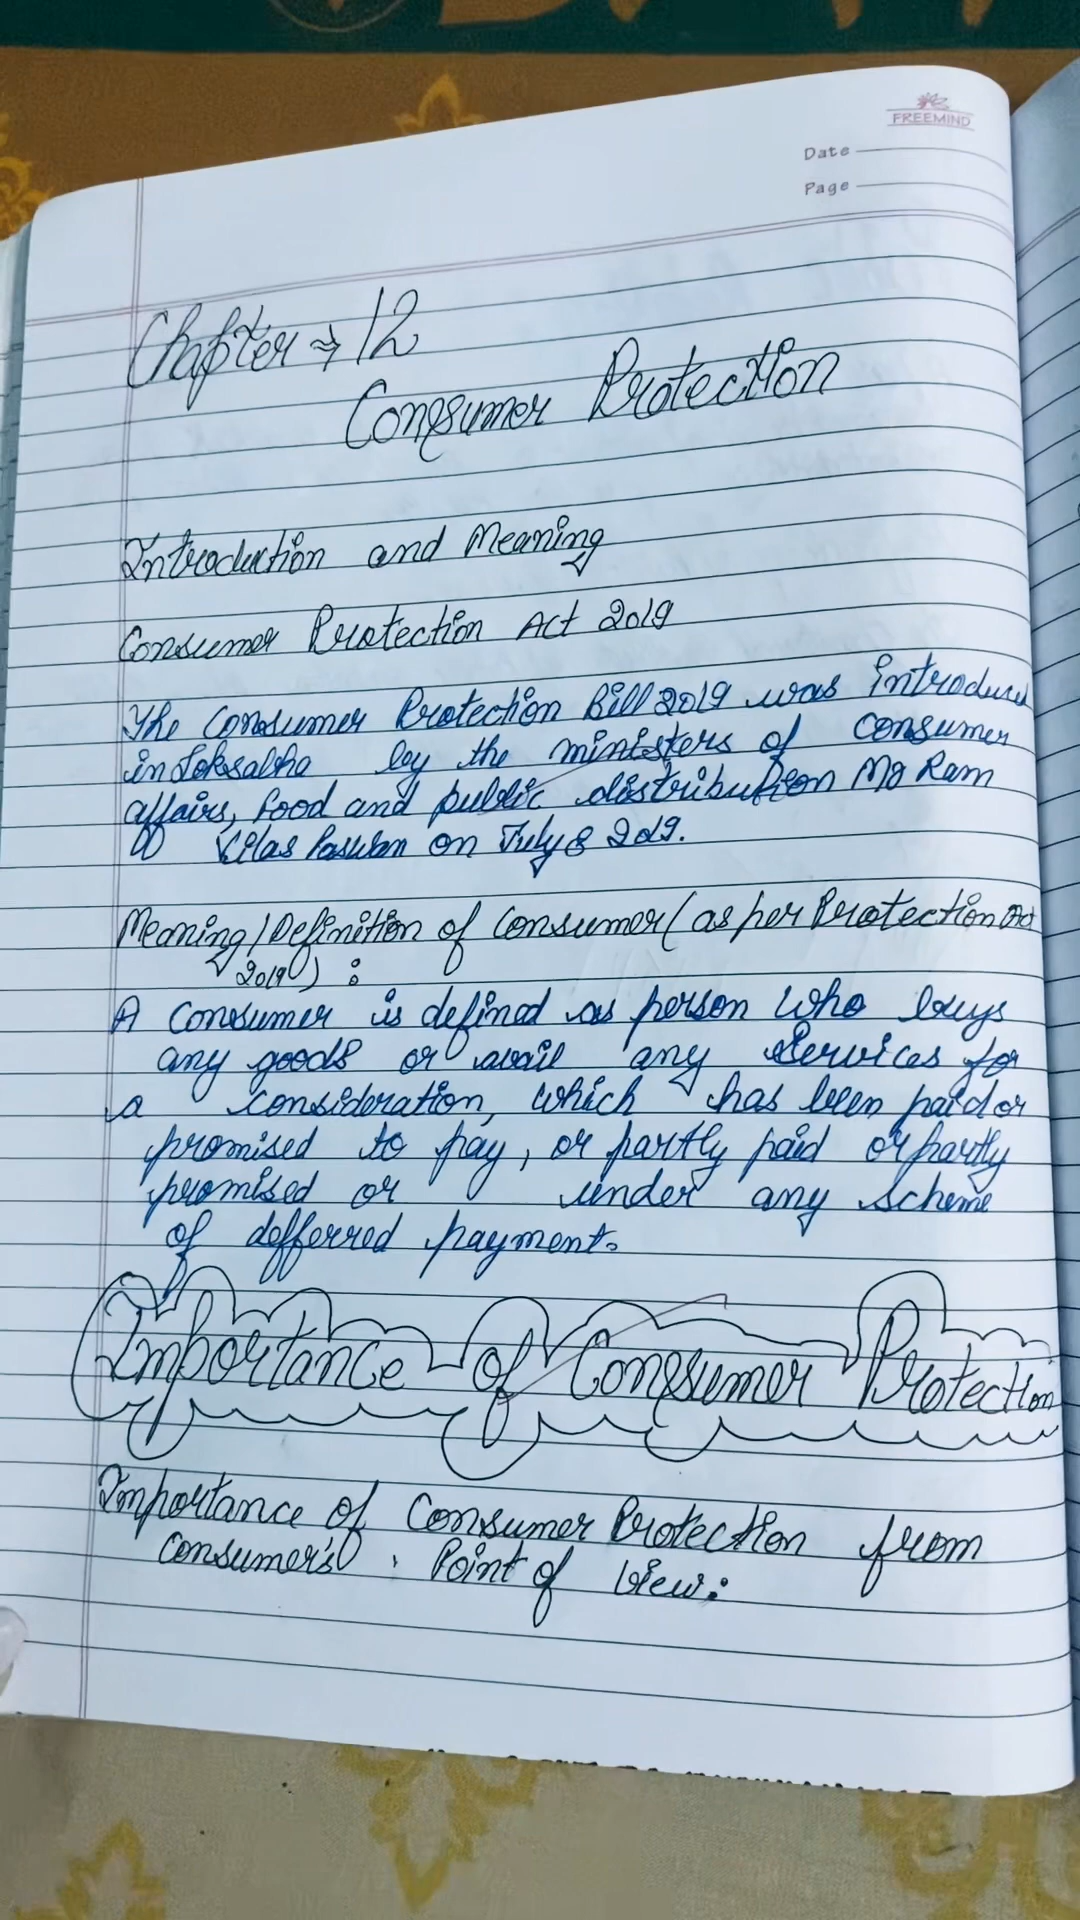 FREEMIND
Date
Page
Chapter ⇒ 12
Consumer Protection
Introduction and Meaning
Consumer Protection Act 2019
The Consumer Protection Bill 2019 was introduced
in Loksabha by the ministers of consumer
affairs, food and public distribution Mr Ram
Vilas Paswan on July 8 2019.
Meaning/Definition of Consumer (as per Protection Act
2019) :
A Consumer is defined as person who buys
any goods or avail any services for
a consideration, which has been paid or
promised to pay, or partly paid or partly
promised or under any scheme
of defferred payment.
Importance of Consumer Protection
Importance of Consumer Protection from
Consumer's Point of View: